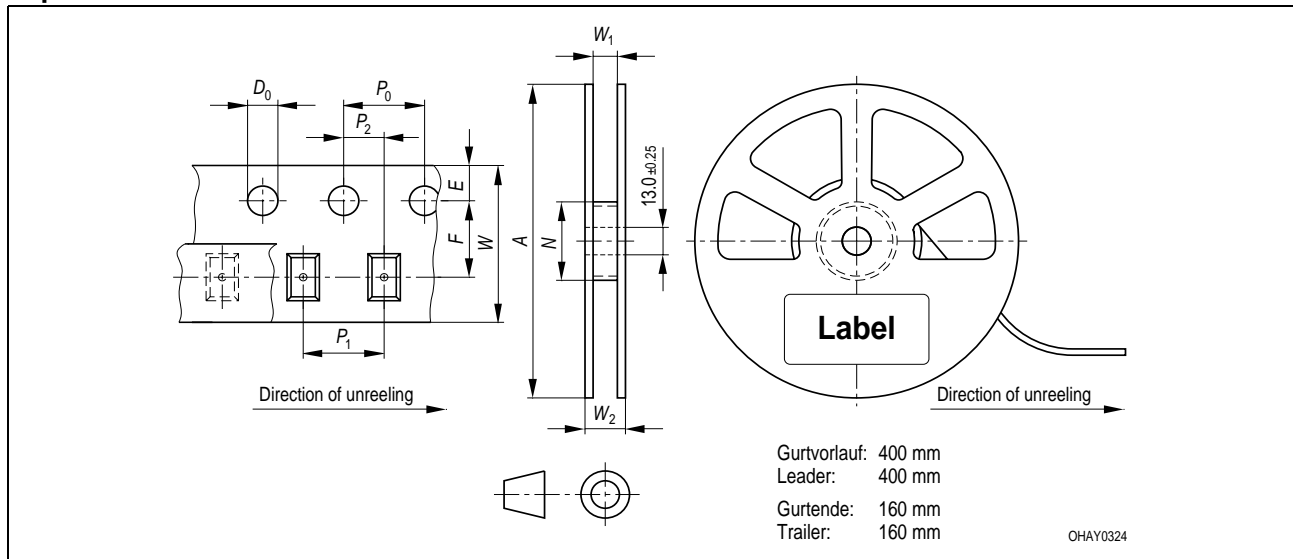 W1
D0
P0
P2
E
F
W
A
N
13.0 ±0.25
P1
W2
Label
Direction of unreeling
Direction of unreeling
Gurtvorlauf: 400 mm
Leader: 400 mm
Gurtende: 160 mm
Trailer: 160 mm
OHAY0324